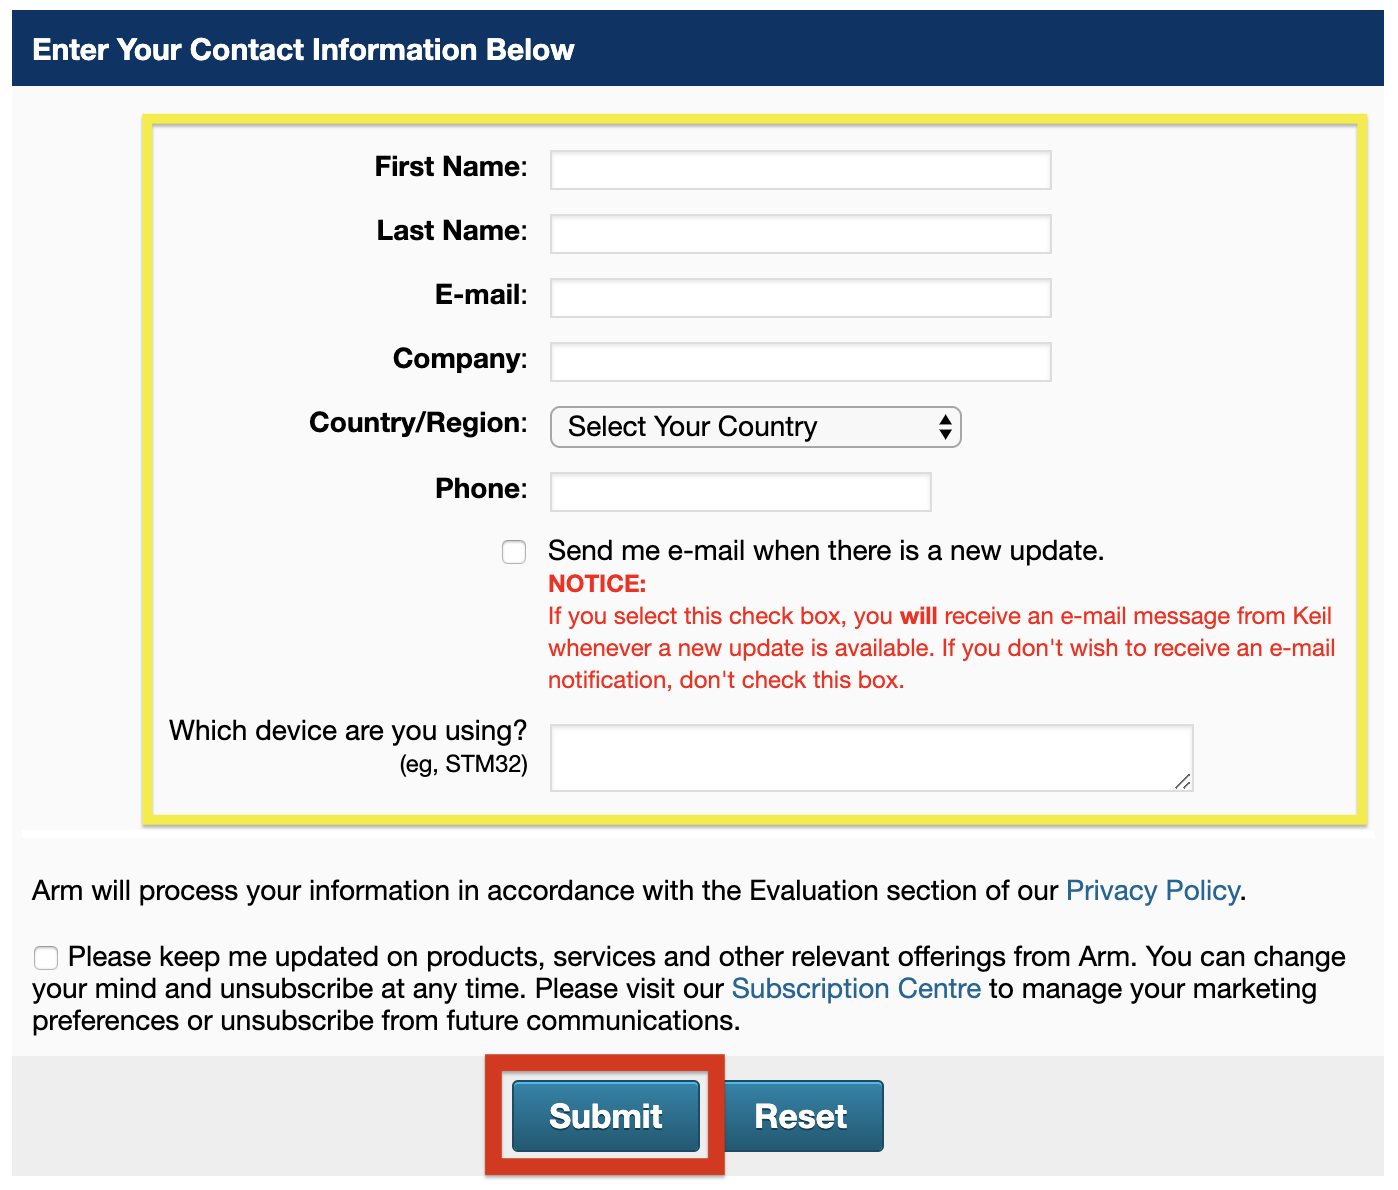 Enter Your Contact Information Below
First Name:
Last Name:
E-mail:
Company:
Country/Region:
Select Your Country
Phone:
Send me e-mail when there is a new update.
NOTICE:
If you select this check box, you will receive an e-mail message from Keil
whenever a new update is available. If you don't wish to receive an e-mail
notification, don't check this box.
Which device are you using?
(eg, STM32)
Arm will process your information in accordance with the Evaluation section of our Privacy Policy.
Please keep me updated on products, services and other relevant offerings from Arm. You can change
your mind and unsubscribe at any time. Please visit our Subscription Centre to manage your marketing
preferences or unsubscribe from future communications.
Submit Reset